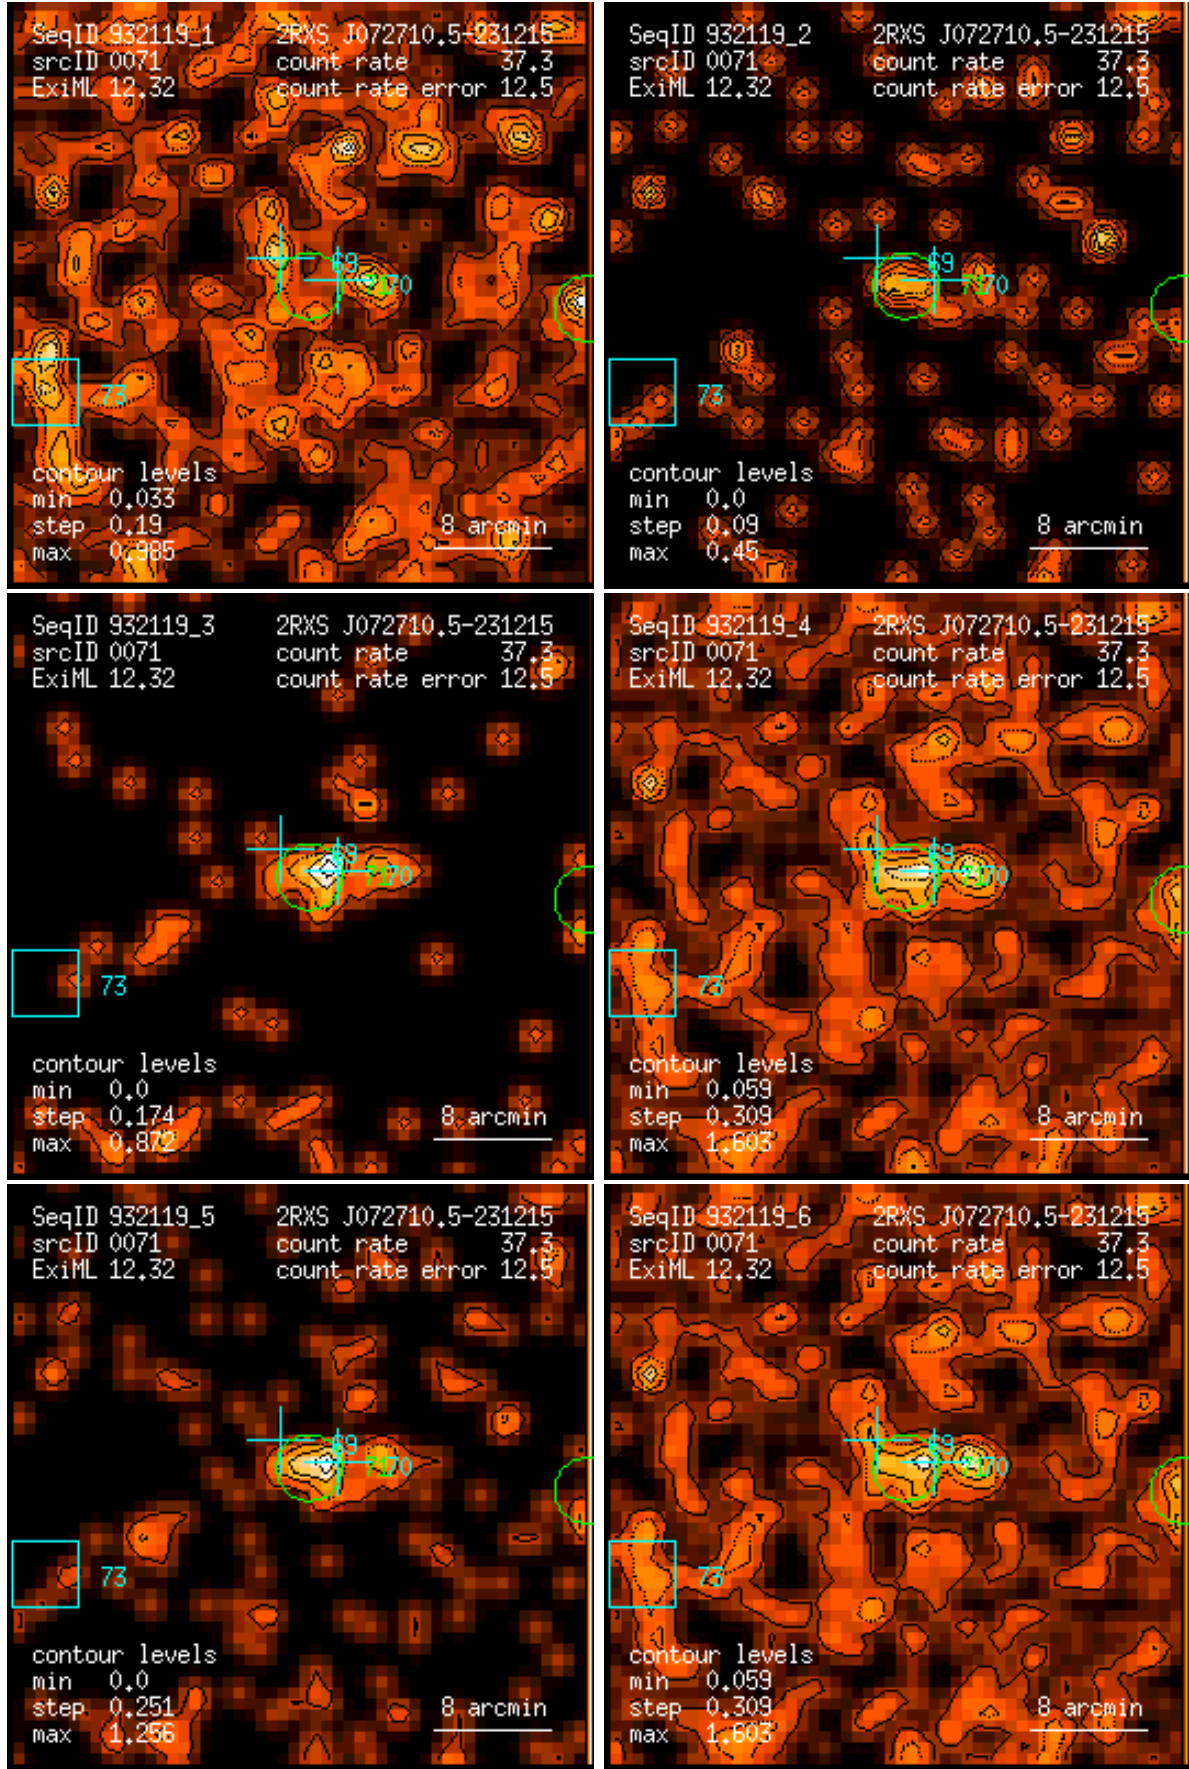 SeqID 932119_1 2RXS J072710.5-231215
srcID 0071 count rate 37.3
ExiML 12.32 count rate error 12.5
69
7170
73
contour levels
min 0.033
step 0.19
max 0.985
8 arcmin
SeqID 932119_2 2RXS J072710.5-231215
srcID 0071 count rate 37.3
ExiML 12.32 count rate error 12.5
69
7170
73
contour levels
min 0.0
step 0.09
max 0.45
8 arcmin
SeqID 932119_3 2RXS J072710.5-231215
srcID 0071 count rate 37.3
ExiML 12.32 count rate error 12.5
69
7170
73
contour levels
min 0.0
step 0.174
max 0.872
8 arcmin
SeqID 932119_4 2RXS J072710.5-231215
srcID 0071 count rate 37.3
ExiML 12.32 count rate error 12.5
69
7170
73
contour levels
min 0.059
step 0.309
max 1.603
8 arcmin
SeqID 932119_5 2RXS J072710.5-231215
srcID 0071 count rate 37.3
ExiML 12.32 count rate error 12.5
69
7170
73
contour levels
min 0.0
step 0.251
max 1.256
8 arcmin
SeqID 932119_6 2RXS J072710.5-231215
srcID 0071 count rate 37.3
ExiML 12.32 count rate error 12.5
69
7170
73
contour levels
min 0.059
step 0.309
max 1.603
8 arcmin